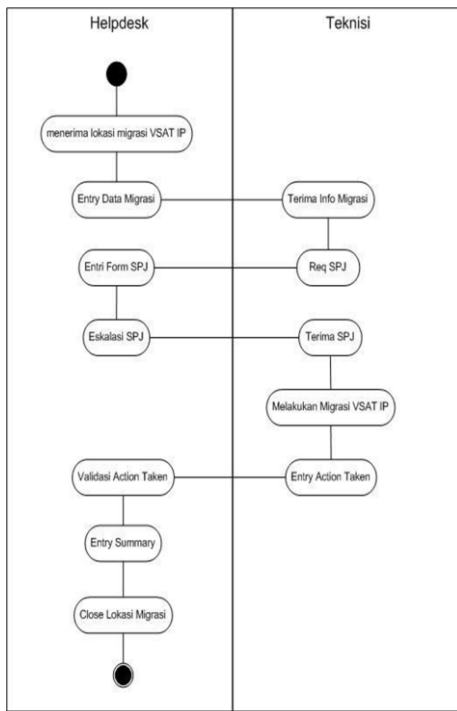 Helpdesk
Teknisi
menerima lokasi migrasi VSAT IP
Entry Data Migrasi
Terima Info Migrasi
Entri Form SPJ
Req SPJ
Eskalasi SPJ
Terima SPJ
Melakukan Migrasi VSAT IP
Validasi Action Taken
Entry Action Taken
Entry Summary
Close Lokasi Migrasi